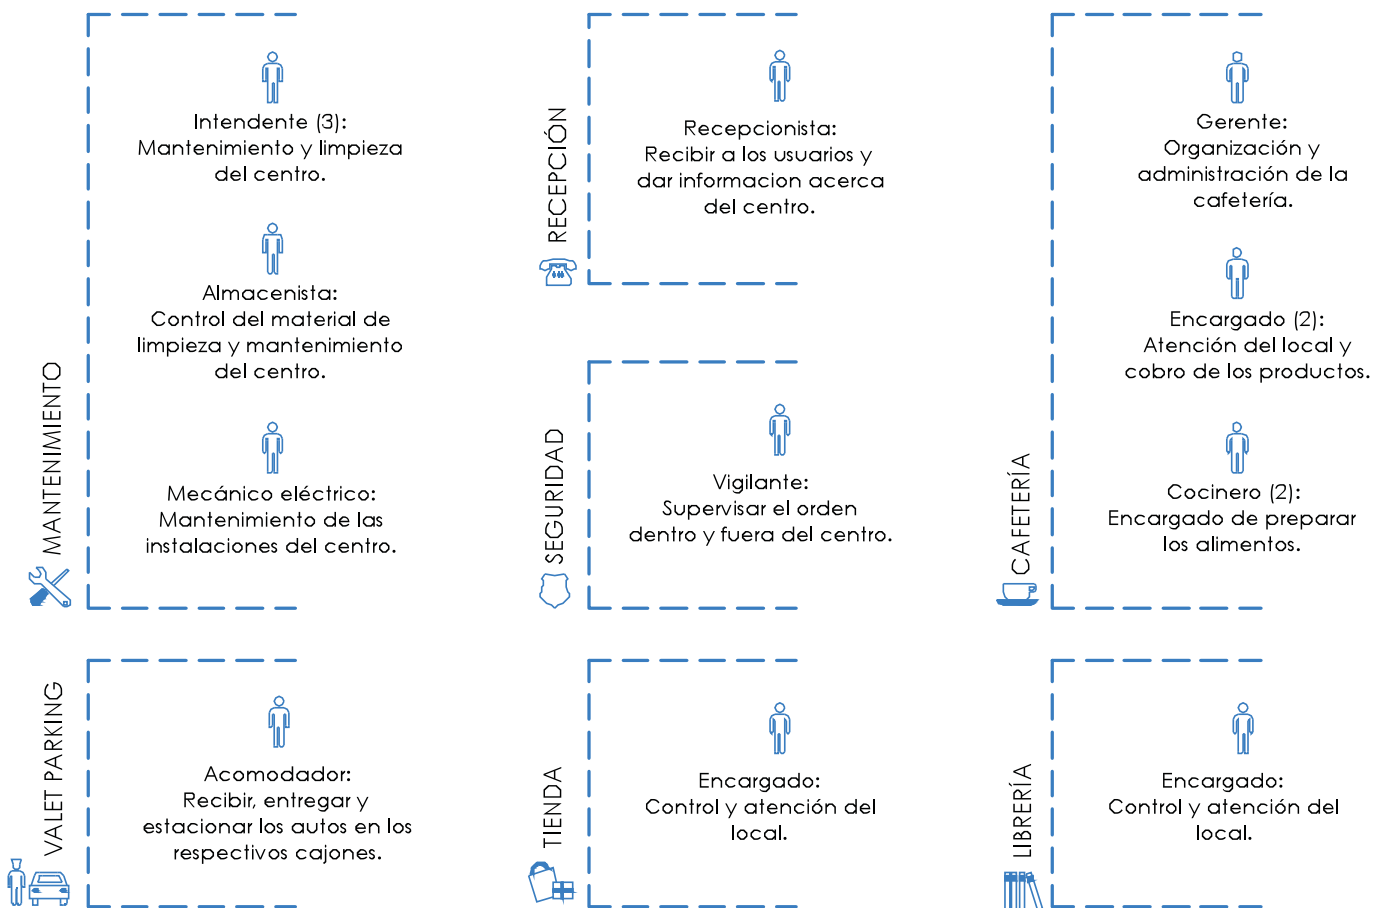 MANTENIMIENTO
Intendente (3):
Mantenimiento y limpieza
del centro.
Almacenista:
Control del material de
limpieza y mantenimiento
del centro.
Mecánico eléctrico:
Mantenimiento de las
instalaciones del centro.
RECEPCIÓN
Recepcionista:
Recibir a los usuarios y
dar informacion acerca
del centro.
SEGURIDAD
Vigilante:
Supervisar el orden
dentro y fuera del centro.
CAFETERÍA
Gerente:
Organización y
administración de la
cafetería.
Encargado (2):
Atención del local y
cobro de los productos.
Cocinero (2):
Encargado de preparar
los alimentos.
VALET PARKING
Acomodador:
Recibir, entregar y
estacionar los autos en los
respectivos cajones.
TIENDA
Encargado:
Control y atención del
local.
LIBRERÍA
Encargado:
Control y atención del
local.